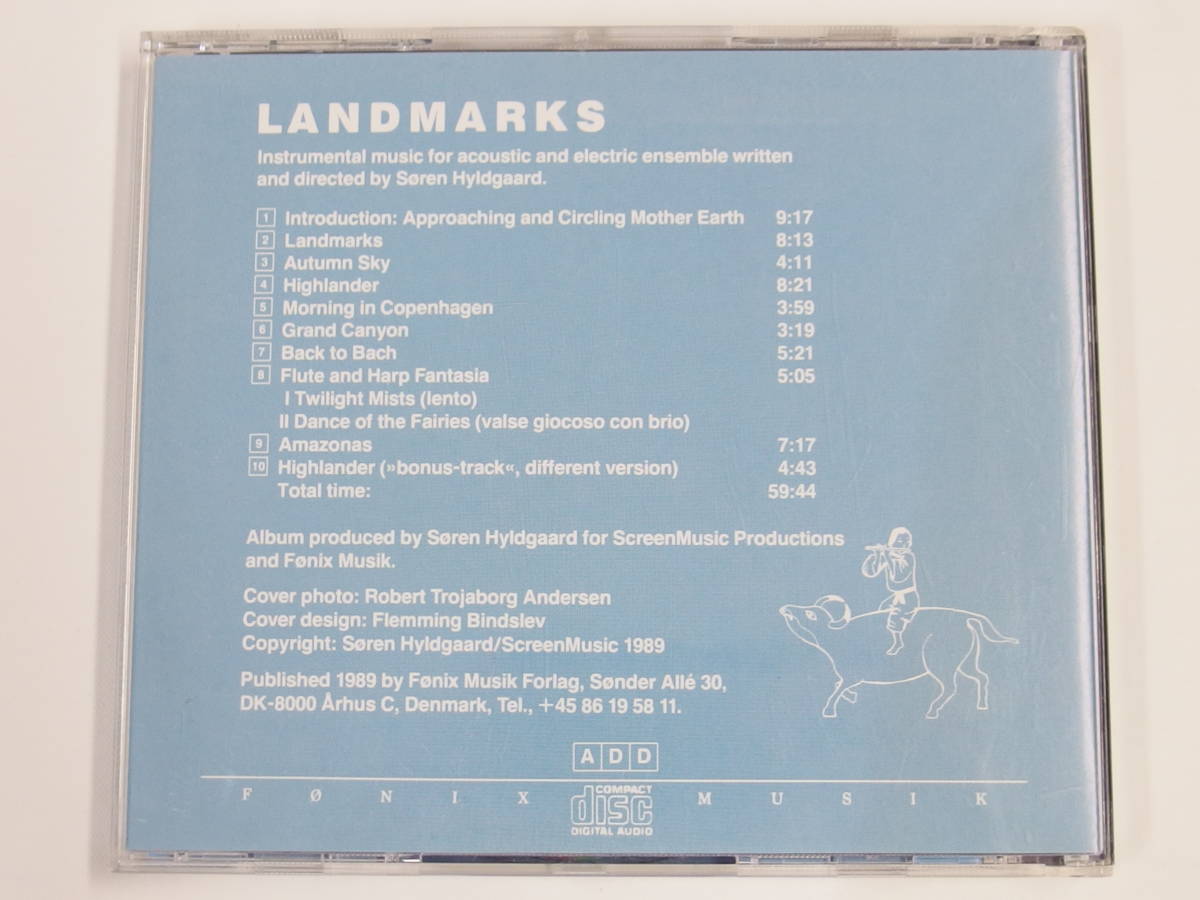 LANDMARKS
Instrumental music for acoustic and electric ensemble written
and directed by Søren Hyldgaard.
1 Introduction: Approaching and Circling Mother Earth 9:17
2 Landmarks 8:13
3 Autumn Sky 4:11
4 Highlander 8:21
5 Morning in Copenhagen 3:59
6 Grand Canyon 3:19
7 Back to Bach 5:21
8 Flute and Harp Fantasia 5:05
I Twilight Mists (lento)
II Dance of the Fairies (valse giocoso con brio)
9 Amazonas 7:17
10 Highlander (»bonus-track«, different version) 4:43
Total time: 59:44
Album produced by Søren Hyldgaard for ScreenMusic Productions
and Fønix Musik.
Cover photo: Robert Trojaborg Andersen
Cover design: Flemming Bindslev
Copyright: Søren Hyldgaard/ScreenMusic 1989
Published 1989 by Fønix Musik Forlag, Sønder Allé 30,
DK-8000 Århus C, Denmark, Tel., +45 86 19 58 11.
ADD
FØNIX MUSIK
COMPACT
disc
DIGITAL AUDIO